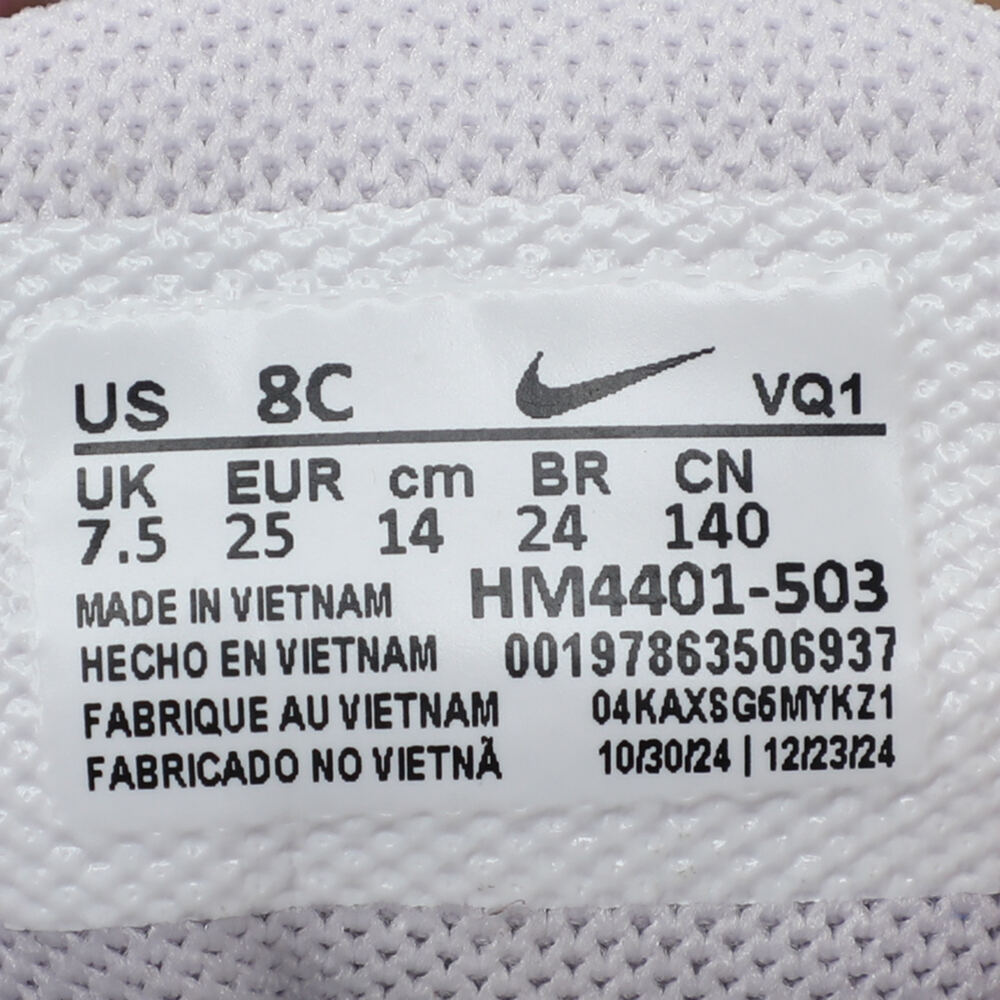 US 8C VQ1
UK EUR cm BR CN
7.5 25 14 24 140
MADE IN VIETNAM HM4401-503
HECHO EN VIETNAM 00197863506937
FABRIQUE AU VIETNAM 04KAXSG6MYKZ1
FABRICADO NO VIETNÃ 10/30/24 | 12/23/24